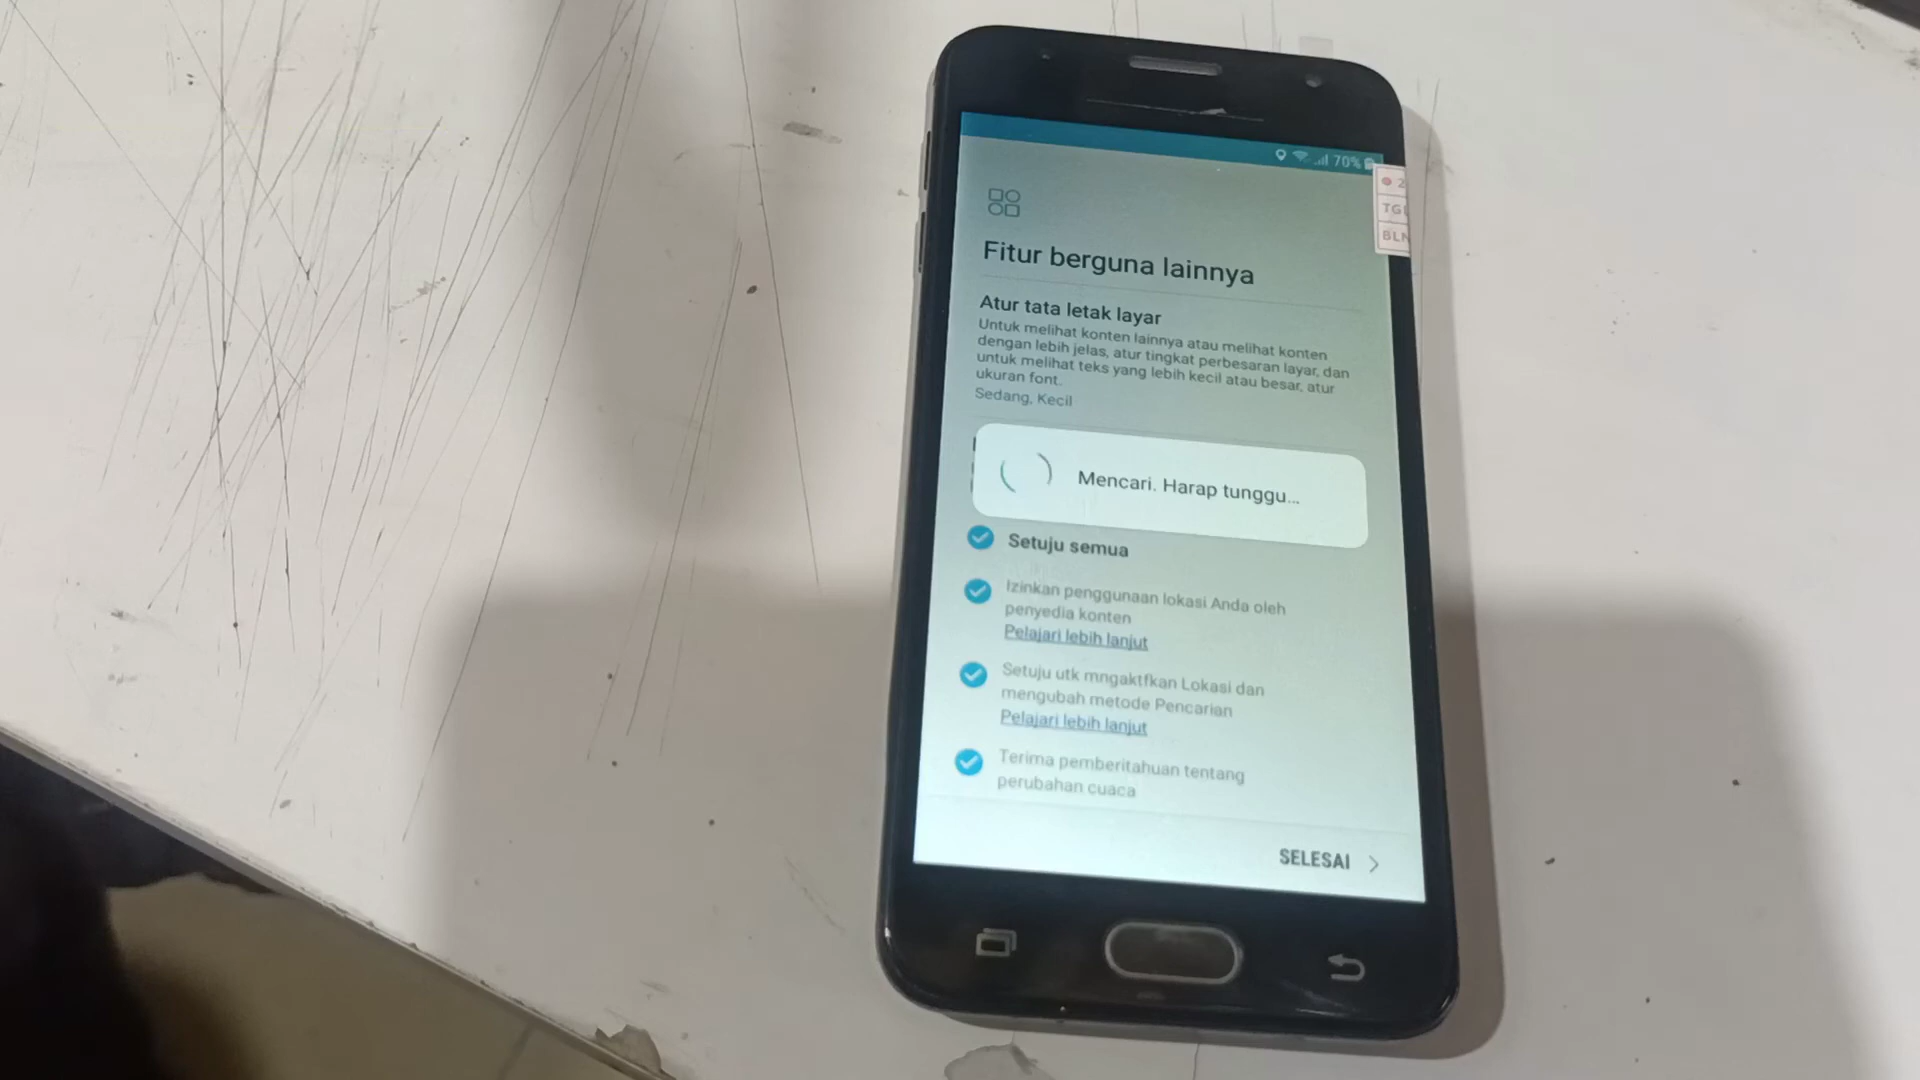 70%
2
TGL
BLN
Fitur berguna lainnya
Atur tata letak layar
Untuk melihat konten lainnya atau melihat konten
dengan lebih jelas, atur tingkat perbesaran layar, dan
untuk melihat teks yang lebih kecil atau besar, atur
ukuran font.
Sedang, Kecil
Mencari. Harap tunggu...
Setuju semua
Izinkan penggunaan lokasi Anda oleh
penyedia konten
Pelajari lebih lanjut
Setuju utk mngaktfkan Lokasi dan
mengubah metode Pencarian
Pelajari lebih lanjut
Terima pemberitahuan tentang
perubahan cuaca
SELESAI